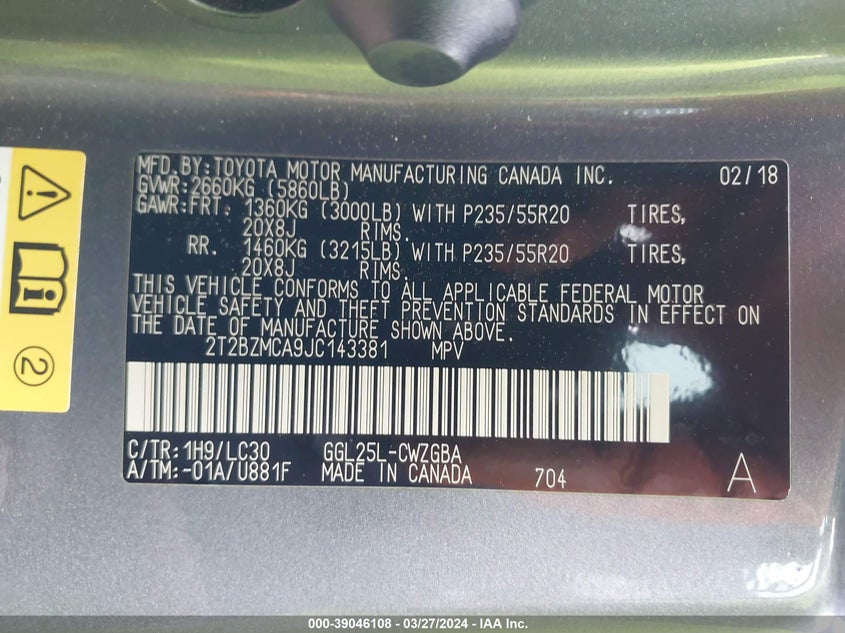 MFD.BY:TOYOTA MOTOR MANUFACTURING CANADA INC. 02/18
GVWR:2660KG (5860LB)
GAWR:FRT. 1360KG (3000LB) WITH P235/55R20 TIRES,
20X8J RIMS.
RR. 1460KG (3215LB) WITH P235/55R20 TIRES,
20X8J RIMS.
THIS VEHICLE CONFORMS TO ALL APPLICABLE FEDERAL MOTOR
VEHICLE SAFETY AND THEFT PREVENTION STANDARDS IN EFFECT ON
THE DATE OF MANUFACTURE SHOWN ABOVE.
2T2BZMCA9JC143381 MPV
C/TR:1H9/LC30 GGL25L-CWZGBA
A/TM:-01A/U881F MADE IN CANADA 704 A
2
000-39046108 - 03/27/2024 - IAA Inc.